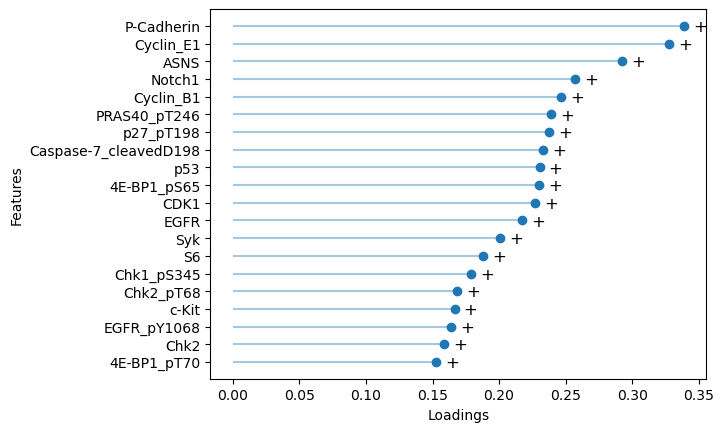 P-Cadherin +
Cyclin_E1 +
ASNS +
Notch1 +
Cyclin_B1 +
PRAS40_pT246 +
p27_pT198 +
Caspase-7_cleavedD198 +
p53 +
4E-BP1_pS65 +
CDK1 +
EGFR +
Syk +
S6 +
Chk1_pS345 +
Chk2_pT68 +
c-Kit +
EGFR_pY1068 +
Chk2 +
4E-BP1_pT70 +
Features
0.00 0.05 0.10 0.15 0.20 0.25 0.30 0.35
Loadings